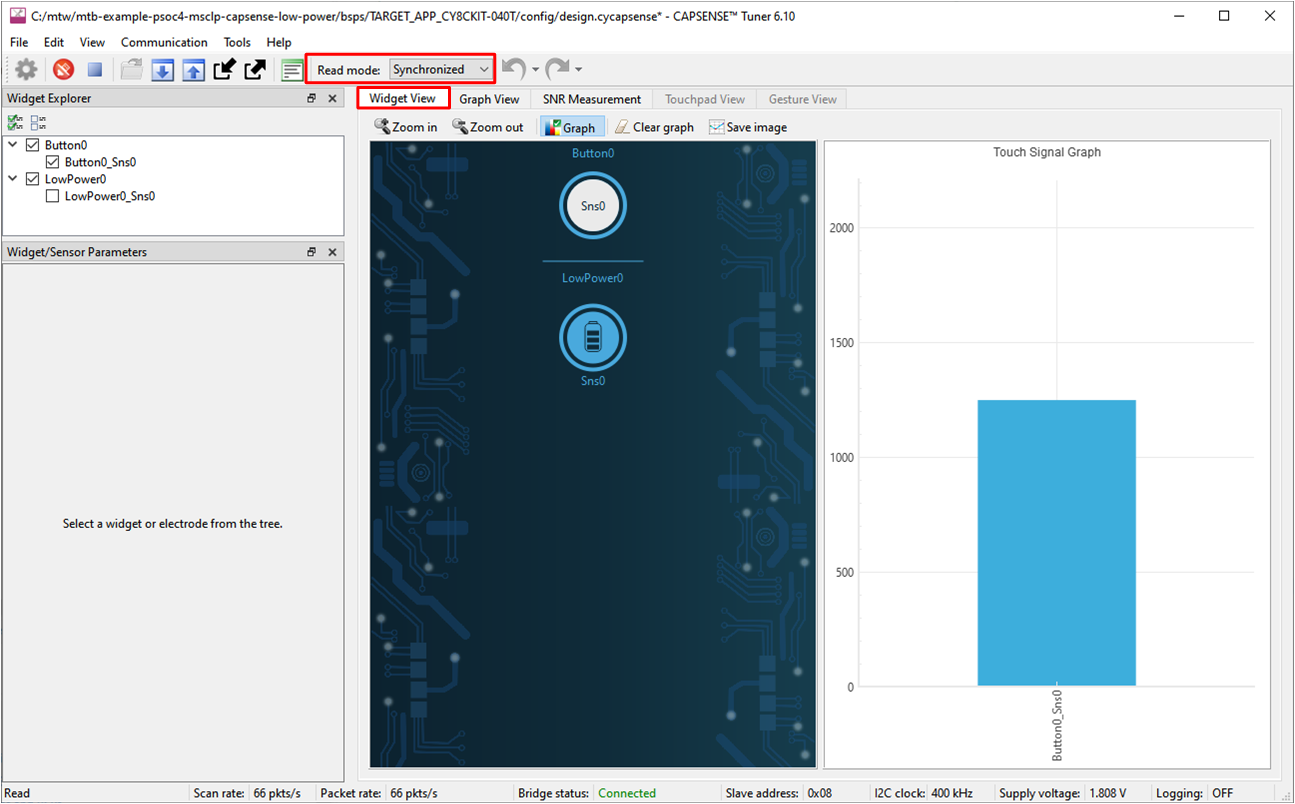 C:/mtw/mtb-example-psoc4-msclp-capsense-low-power/bsps/TARGET_APP_CY8CKIT-040T/config/design.cycapsense* - CAPSENSE™ Tuner 6.10
File Edit View Communication Tools Help
Read mode: Synchronized
Widget Explorer
Button0
Button0_Sns0
LowPower0
LowPower0_Sns0
Widget/Sensor Parameters
Select a widget or electrode from the tree.
Widget View Graph View SNR Measurement Touchpad View Gesture View
Zoom in Zoom out Graph Clear graph Save image
Button0
Sns0
LowPower0
Sns0
Touch Signal Graph
2000
1500
1000
500
0
Button0_Sns0
Read Scan rate: 66 pkts/s Packet rate: 66 pkts/s Bridge status: Connected Slave address: 0x08 I2C clock: 400 kHz Supply voltage: 1.808 V Logging: OFF